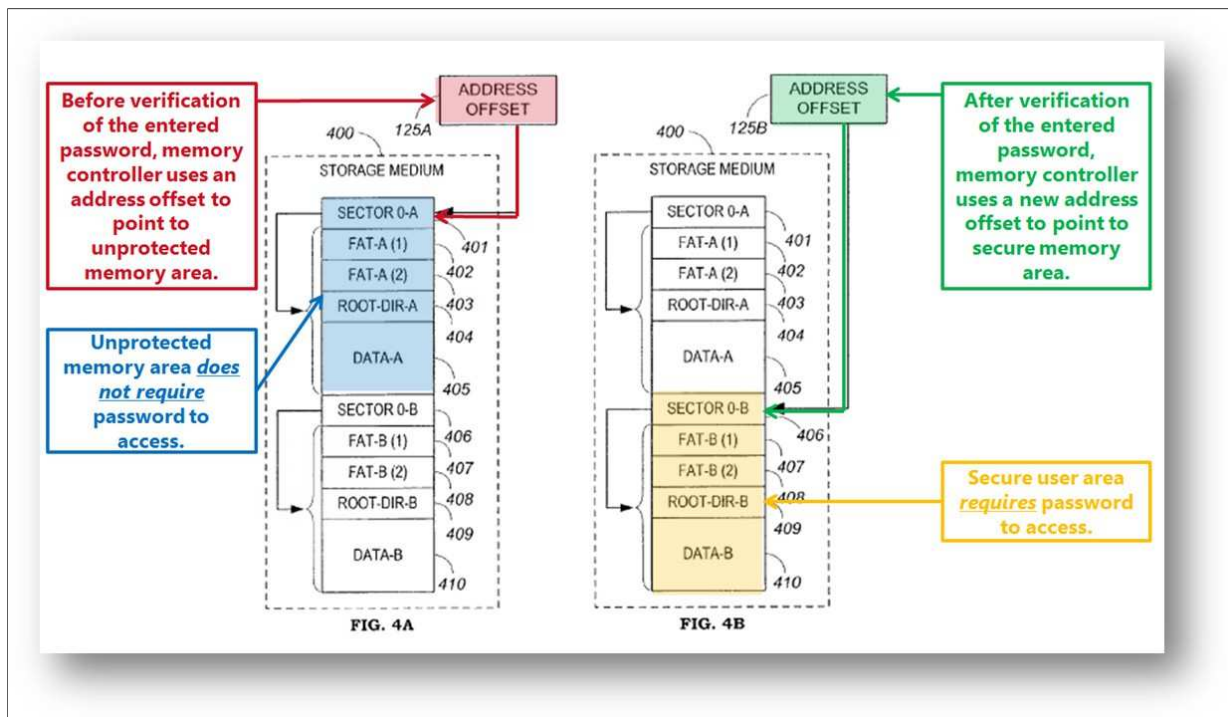 Before verification
of the entered
password, memory
controller uses an
address offset to
point to
unprotected
memory area.
Unprotected
memory area does
not require
password to
access.
ADDRESS
OFFSET
125A
400
STORAGE MEDIUM
SECTOR 0-A
401
FAT-A (1)
402
FAT-A (2)
403
ROOT-DIR-A
404
DATA-A
405
SECTOR 0-B
406
FAT-B (1)
407
FAT-B (2)
408
ROOT-DIR-B
409
DATA-B
410
FIG. 4A
ADDRESS
OFFSET
125B
400
STORAGE MEDIUM
SECTOR 0-A
401
FAT-A (1)
402
FAT-A (2)
403
ROOT-DIR-A
404
DATA-A
405
SECTOR 0-B
406
FAT-B (1)
407
FAT-B (2)
408
ROOT-DIR-B
409
DATA-B
410
FIG. 4B
After verification
of the entered
password,
memory controller
uses a new address
offset to point to
secure memory
area.
Secure user area
requires password
to access.